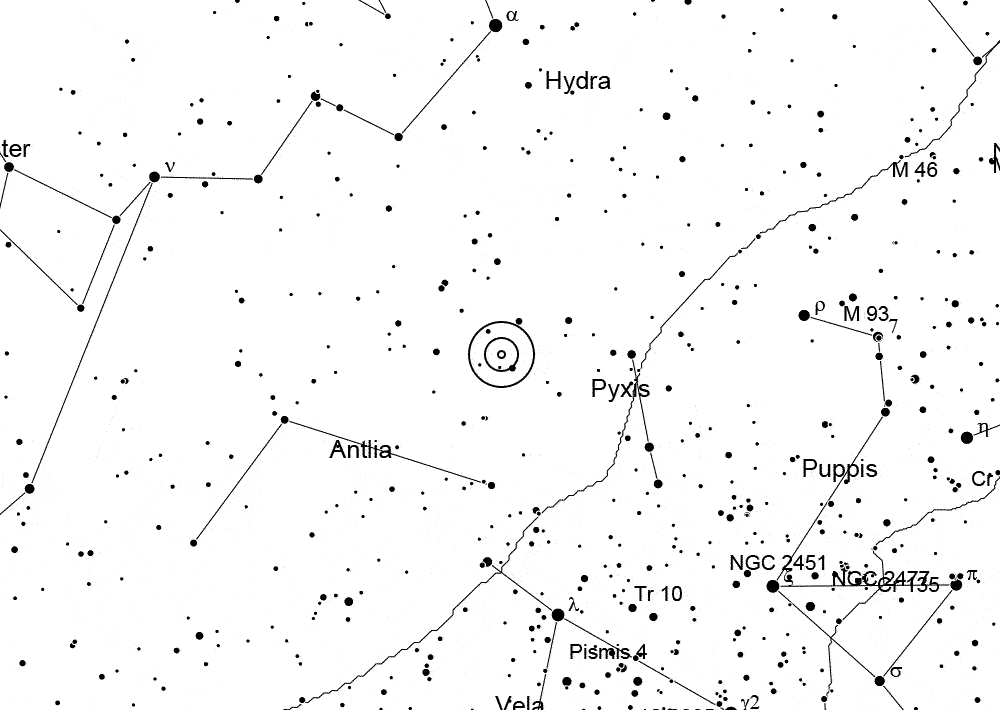 α
Hydra
ter
ν
M 46
ρ
M 93
7
Pyxis
η
Antlia
Puppis
Cr
NGC 2451
ζ
NGC 2477
Cr 135
π
Tr 10
λ
Pismis 4
σ
Vela
γ2